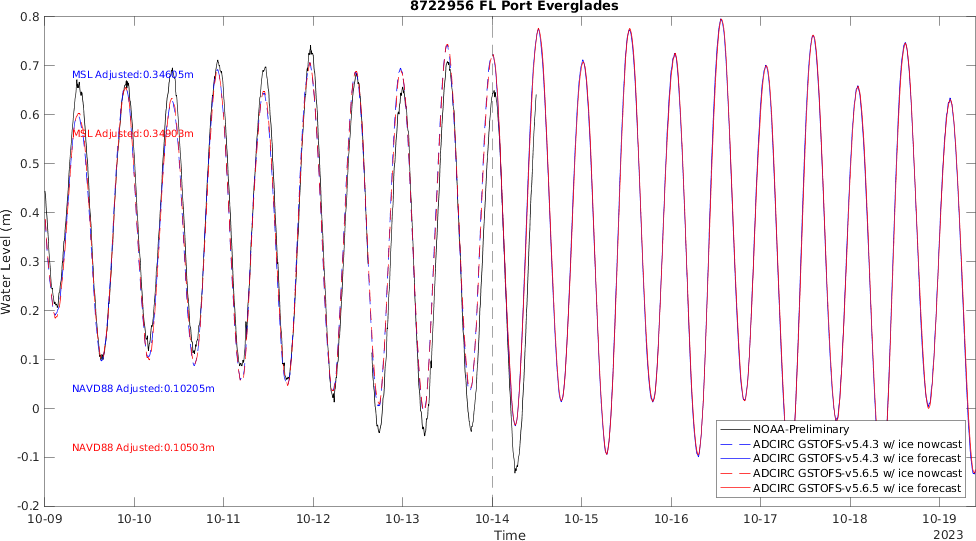 8722956 FL Port Everglades
0.8
0.7
0.6
0.5
0.4
0.3
0.2
0.1
0
-0.1
-0.2
Water Level (m)
MSL Adjusted:0.34605m
MSL Adjusted:0.34903m
NAVD88 Adjusted:0.10205m
NAVD88 Adjusted:0.10503m
NOAA-Preliminary
ADCIRC GSTOFS-v5.4.3 w/ ice nowcast
ADCIRC GSTOFS-v5.4.3 w/ ice forecast
ADCIRC GSTOFS-v5.6.5 w/ ice nowcast
ADCIRC GSTOFS-v5.6.5 w/ ice forecast
10-09 10-10 10-11 10-12 10-13 10-14 10-15 10-16 10-17 10-18 10-19
Time
2023